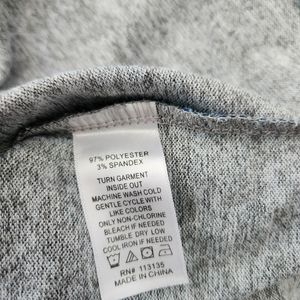 97% POLYESTER
3% SPANDEX
TURN GARMENT
INSIDE OUT
MACHINE WASH COLD
GENTLE CYCLE WITH
LIKE COLORS
ONLY NON-CHLORINE
BLEACH IF NEEDED
TUMBLE DRY LOW
COOL IRON IF NEEDED
RN# 113135
MADE IN CHINA